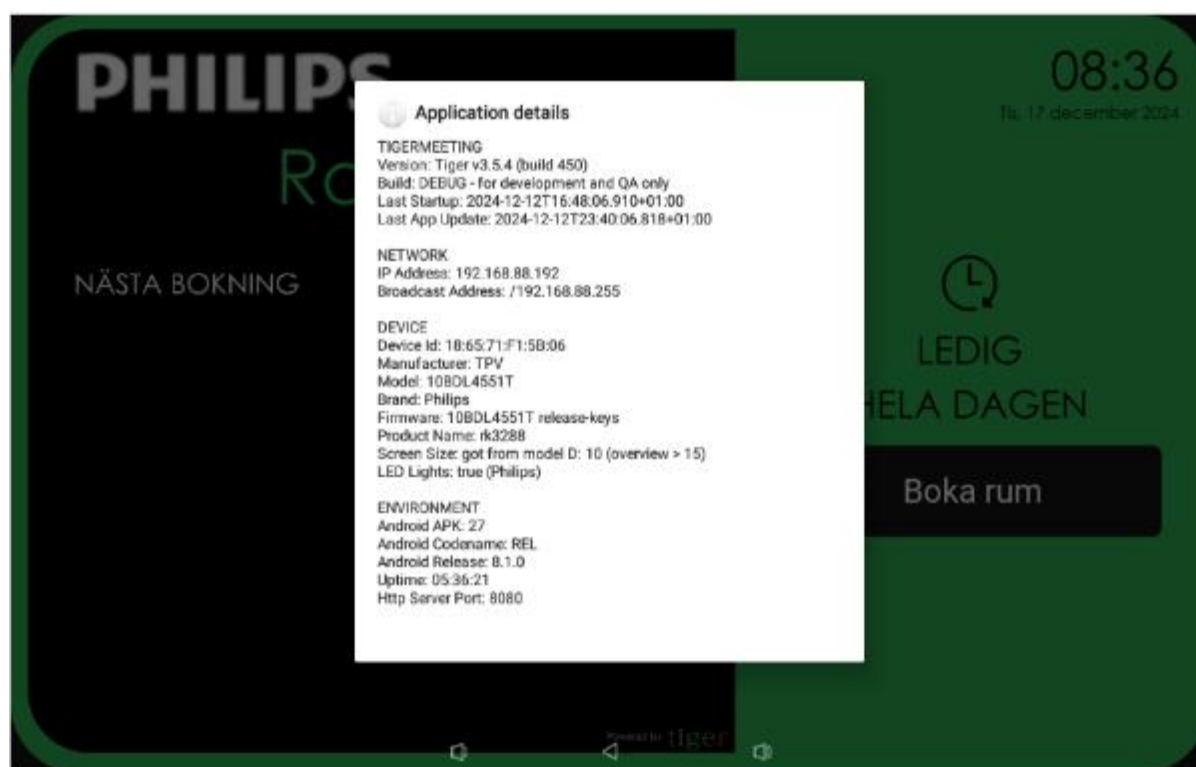 PHILIPS
08:36
Tis, 17 december 2024
Ro
NÄSTA BOKNING
LEDIG
HELA DAGEN
Boka rum
Application details
TIGERMEETING
Version: Tiger v3.5.4 (build 450)
Build: DEBUG - for development and QA only
Last Startup: 2024-12-12T16:48:06.910+01:00
Last App Update: 2024-12-12T23:40:06.818+01:00
NETWORK
IP Address: 192.168.88.192
Broadcast Address: /192.168.88.255
DEVICE
Device Id: 18:65:71:F1:5B:06
Manufacturer: TPV
Model: 10BDL4551T
Brand: Philips
Firmware: 10BDL4551T release-keys
Product Name: rk3288
Screen Size: got from model D: 10 (overview > 15)
LED Lights: true (Philips)
ENVIRONMENT
Android APK: 27
Android Codename: REL
Android Release: 8.1.0
Uptime: 05:36:21
Http Server Port: 8080
Powered by tiger